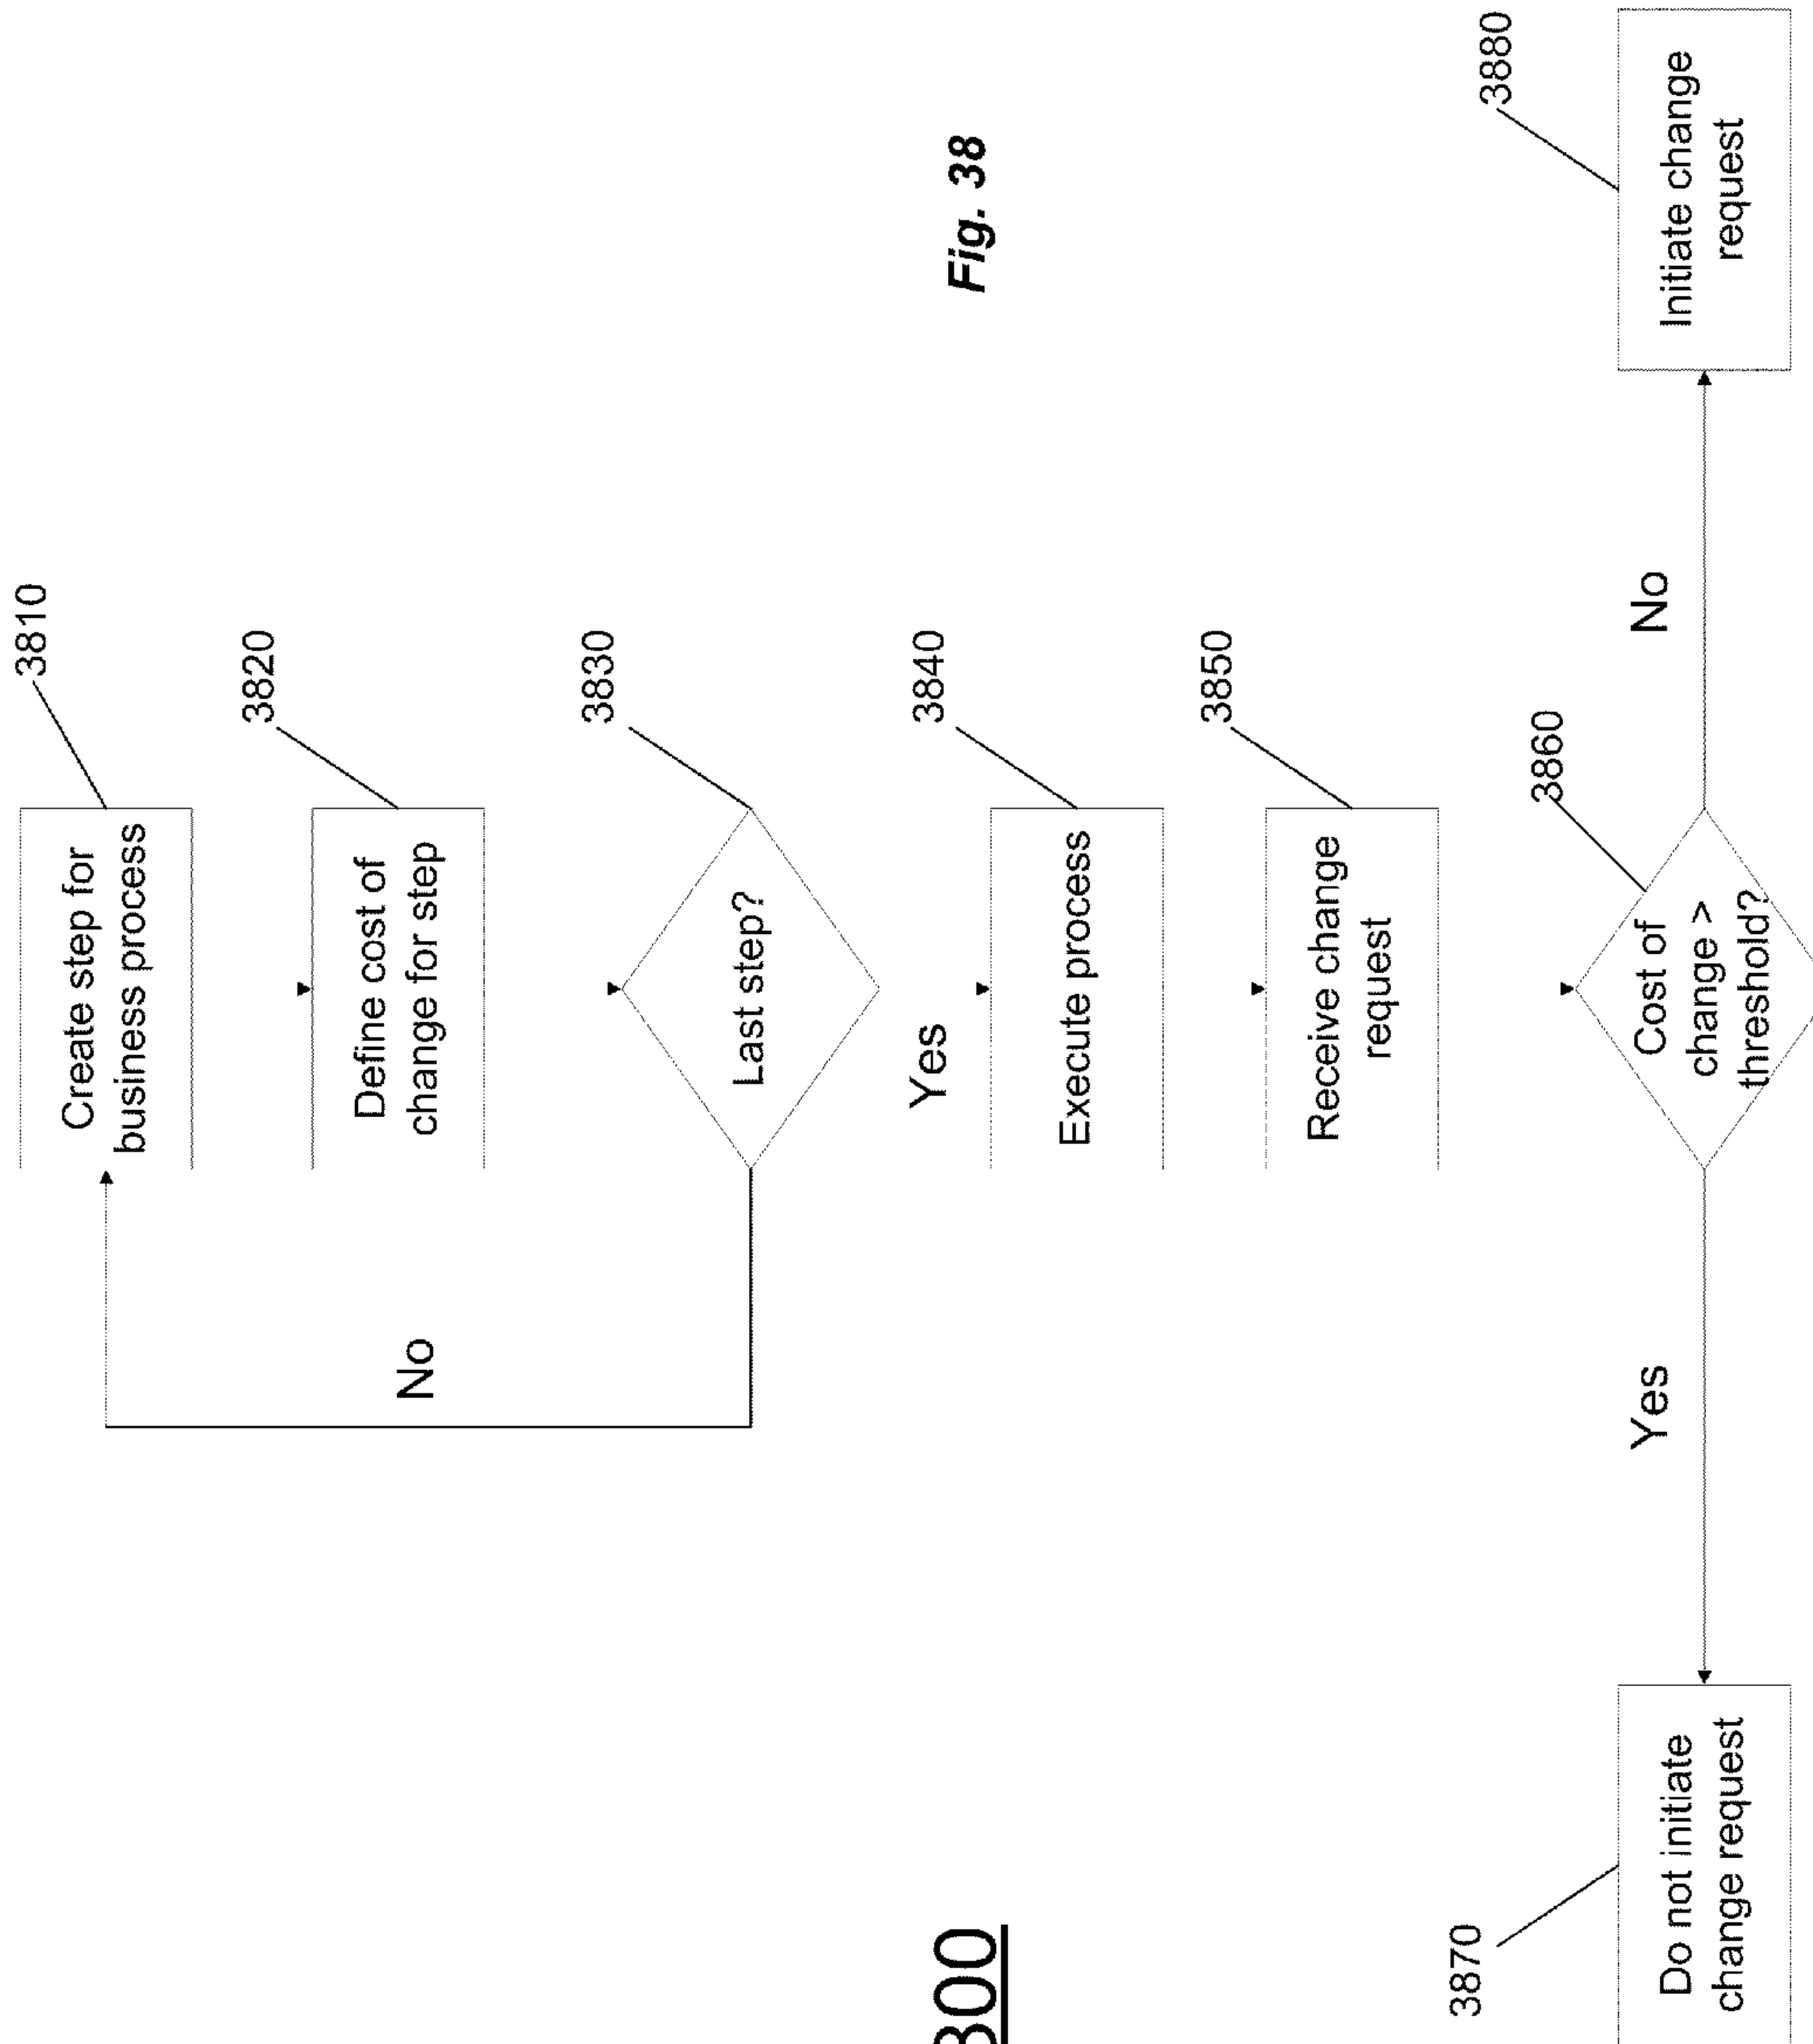 3810
Create step for
business process
3820
Define cost of
change for step
No
3830
Last step?
Yes
3840
Execute process
Fig. 38
3850
Receive change
request
3860
Cost of
change >
threshold?
Yes
No
3870
Do not initiate
change request
3880
Initiate change
request